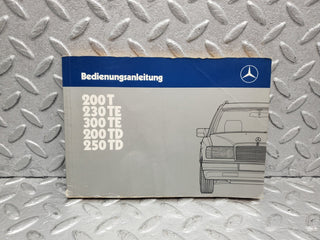 Bedienungsanleitung
200 T
230 TE
300 TE
200 TD
250 TD